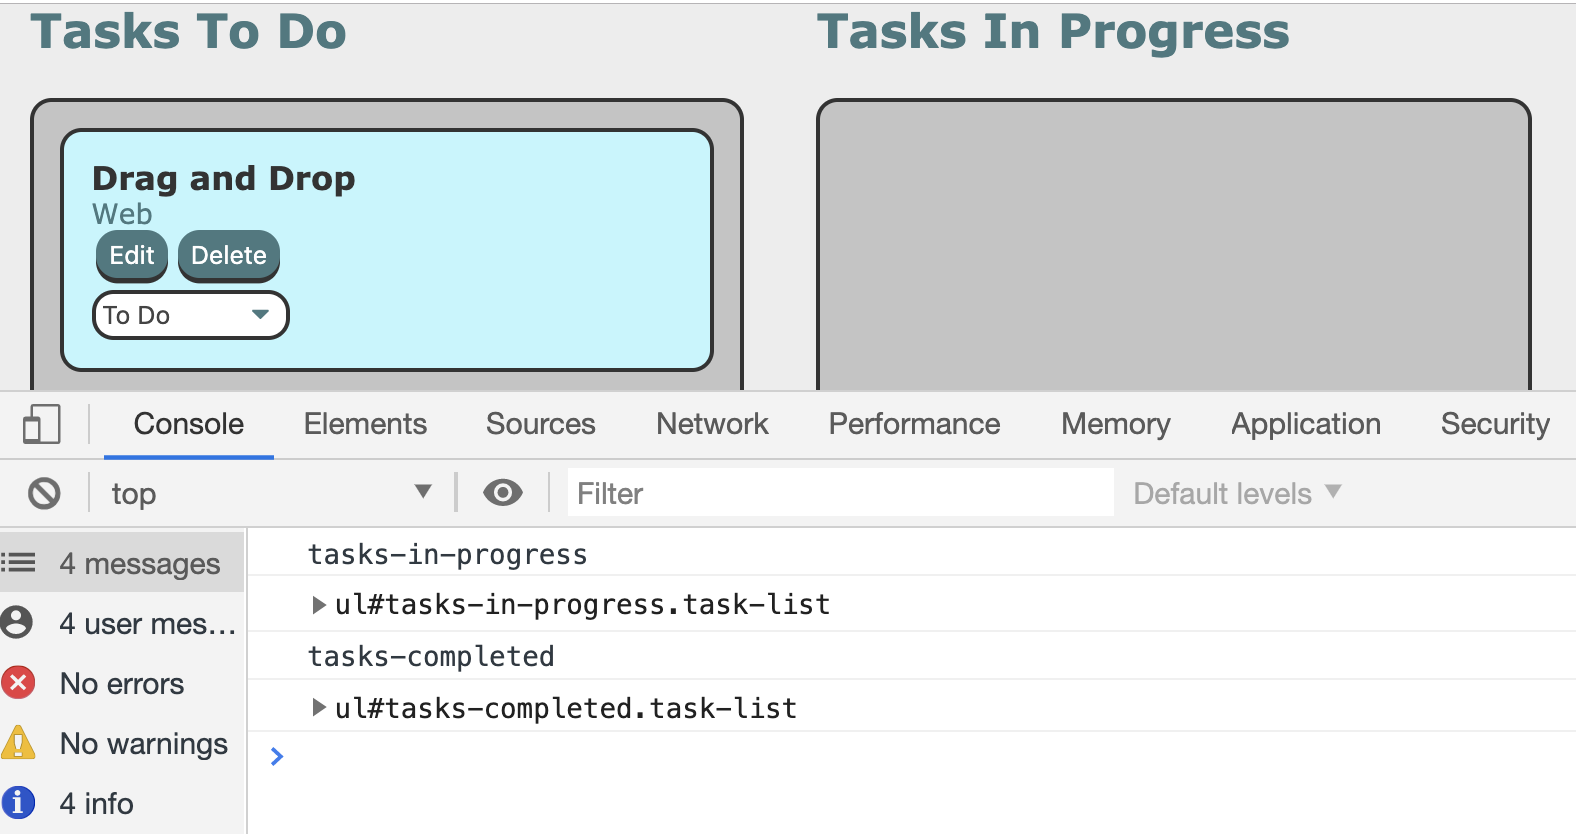 Tasks To Do
Tasks In Progress
Drag and Drop
Web
Edit Delete
To Do
Console Elements Sources Network Performance Memory Application Security
top Filter Default levels
4 messages
4 user mes...
No errors
No warnings
4 info
tasks-in-progress
ul#tasks-in-progress.task-list
tasks-completed
ul#tasks-completed.task-list